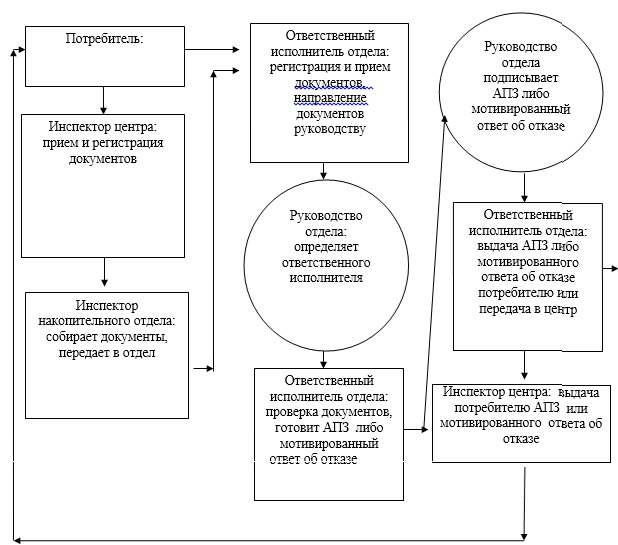 Потребитель:
Инспектор центра:
прием и регистрация
документов
Инспектор
накопительного отдела:
собирает документы,
передает в отдел
Ответственный
исполнитель отдела:
регистрация и прием
документов,
направление
документов
руководству
Руководство
отдела:
определяет
ответственного
исполнителя
Ответственный
исполнитель отдела:
проверка документов,
готовит АПЗ либо
мотивированный
ответ об отказе
Руководство
отдела
подписывает
АПЗ либо
мотивированный
ответ об отказе
Ответственный
исполнитель отдела:
выдача АПЗ либо
мотивированного
ответа об отказе
потребителю или
передача в центр
Инспектор центра: выдача
потребителю АПЗ или
мотивированного ответа об
отказе